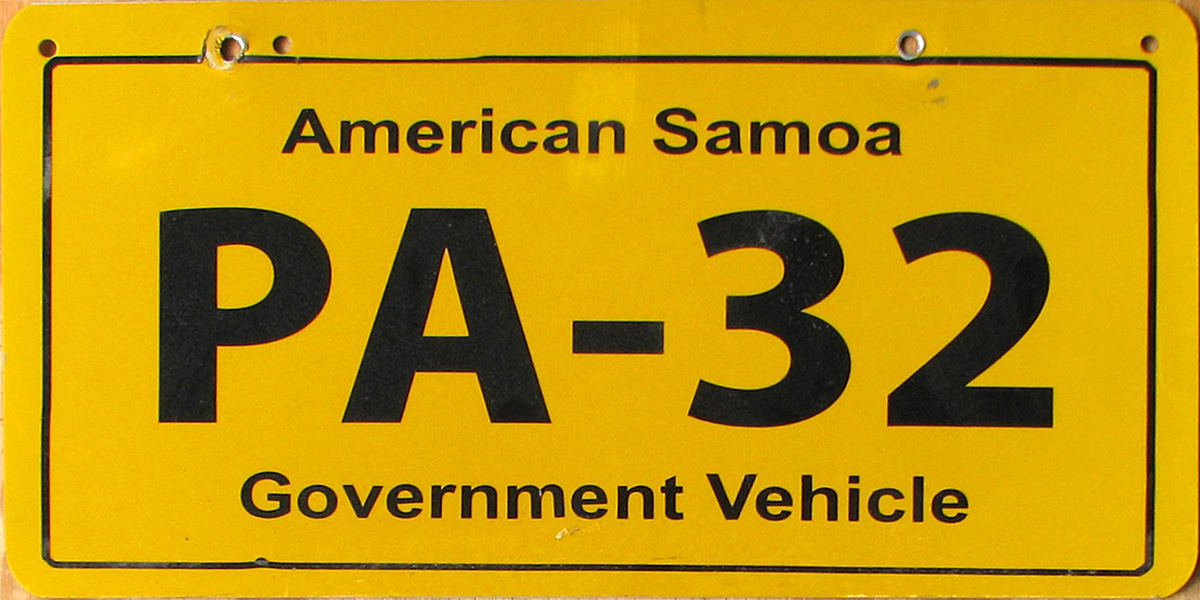 American Samoa
PA-32
Government Vehicle